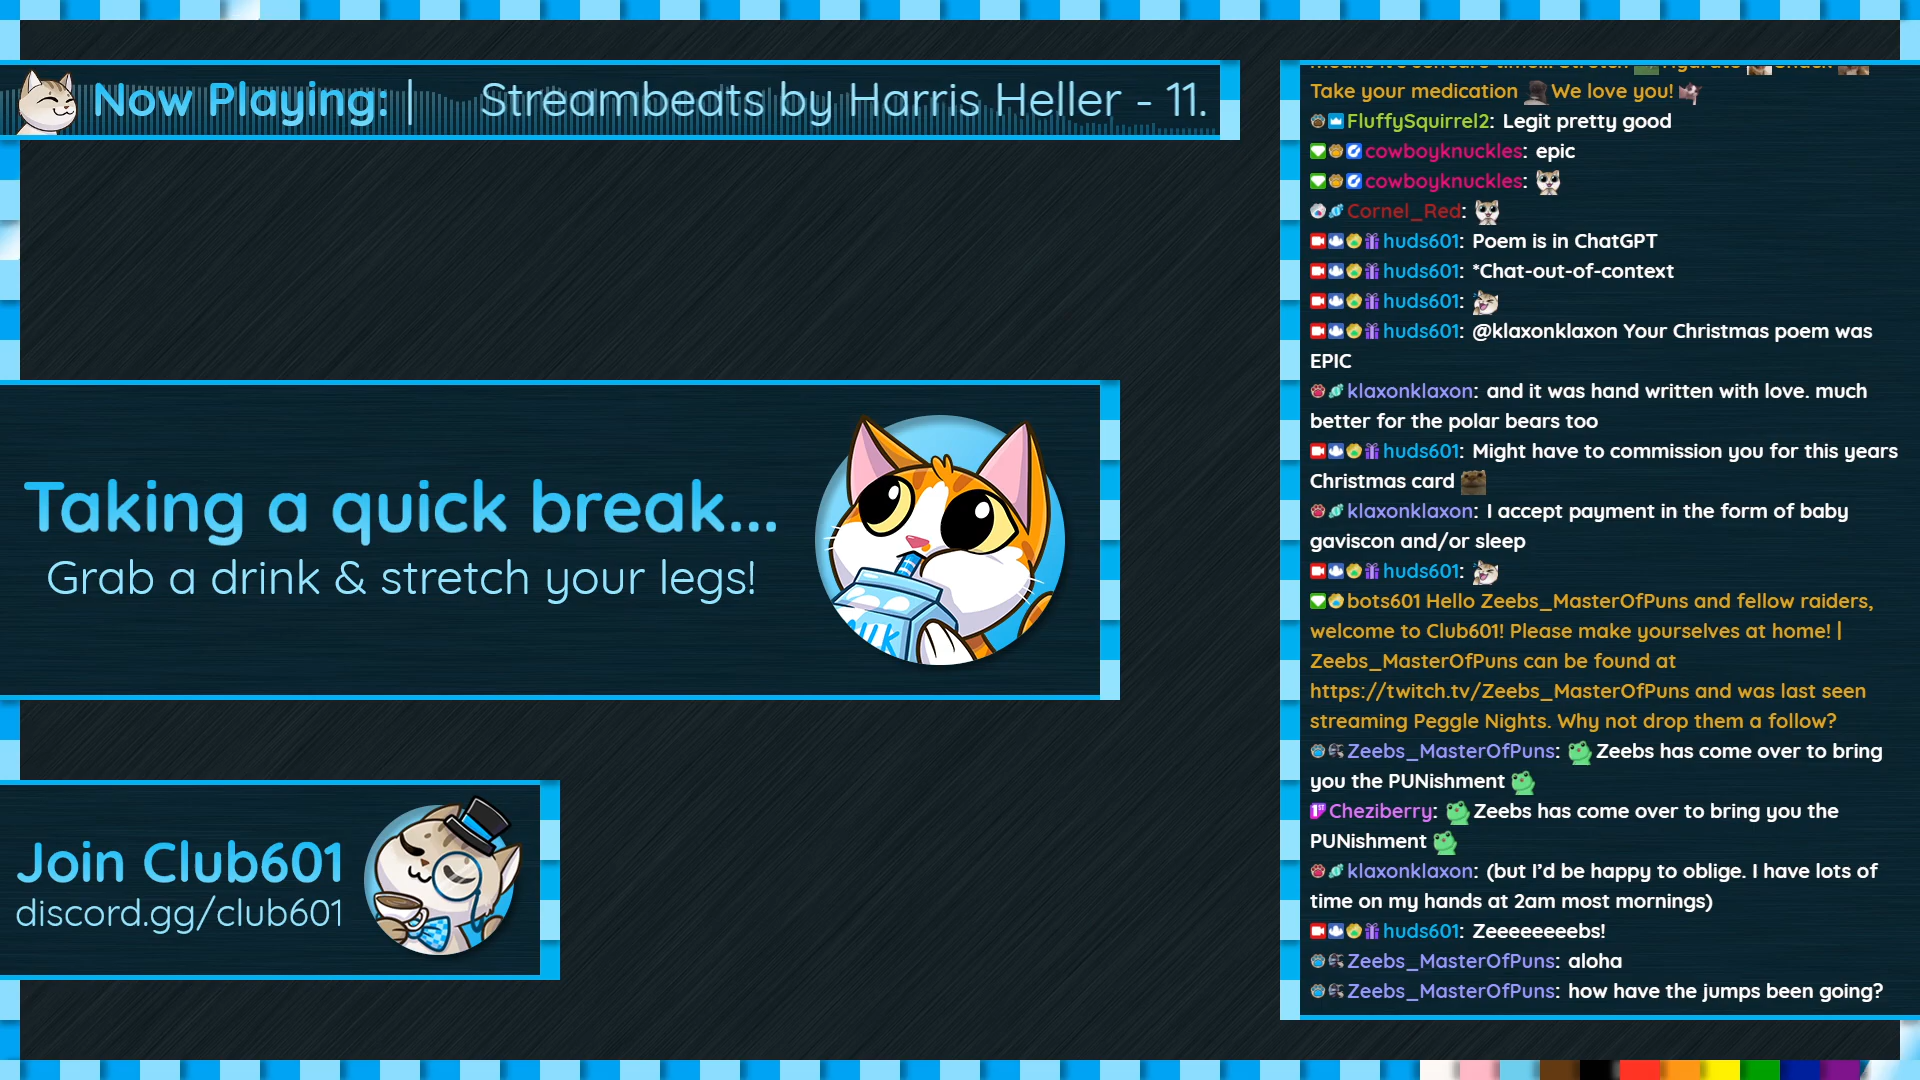 Now Playing: | Streambeats by Harris Heller - 11.
Taking a quick break...
Grab a drink & stretch your legs!
MILK
Join Club601
discord.gg/club601
Take your medication We love you!
FluffySquirrel2: Legit pretty good
cowboyknuckles: epic
cowboyknuckles:
Cornel_Red:
huds601: Poem is in ChatGPT
huds601: *Chat-out-of-context
huds601:
huds601: @klaxonklaxon Your Christmas poem was
EPIC
klaxonklaxon: and it was hand written with love. much
better for the polar bears too
huds601: Might have to commission you for this years
Christmas card
klaxonklaxon: I accept payment in the form of baby
gaviscon and/or sleep
huds601:
bots601 Hello Zeebs_MasterOfPuns and fellow raiders,
welcome to Club601! Please make yourselves at home! |
Zeebs_MasterOfPuns can be found at
https://twitch.tv/Zeebs_MasterOfPuns and was last seen
streaming Peggle Nights. Why not drop them a follow?
Zeebs_MasterOfPuns: Zeebs has come over to bring
you the PUNishment
Cheziberry: Zeebs has come over to bring you the
PUNishment
klaxonklaxon: (but I'd be happy to oblige. I have lots of
time on my hands at 2am most mornings)
huds601: Zeeeeeeeebs!
Zeebs_MasterOfPuns: aloha
Zeebs_MasterOfPuns: how have the jumps been going?